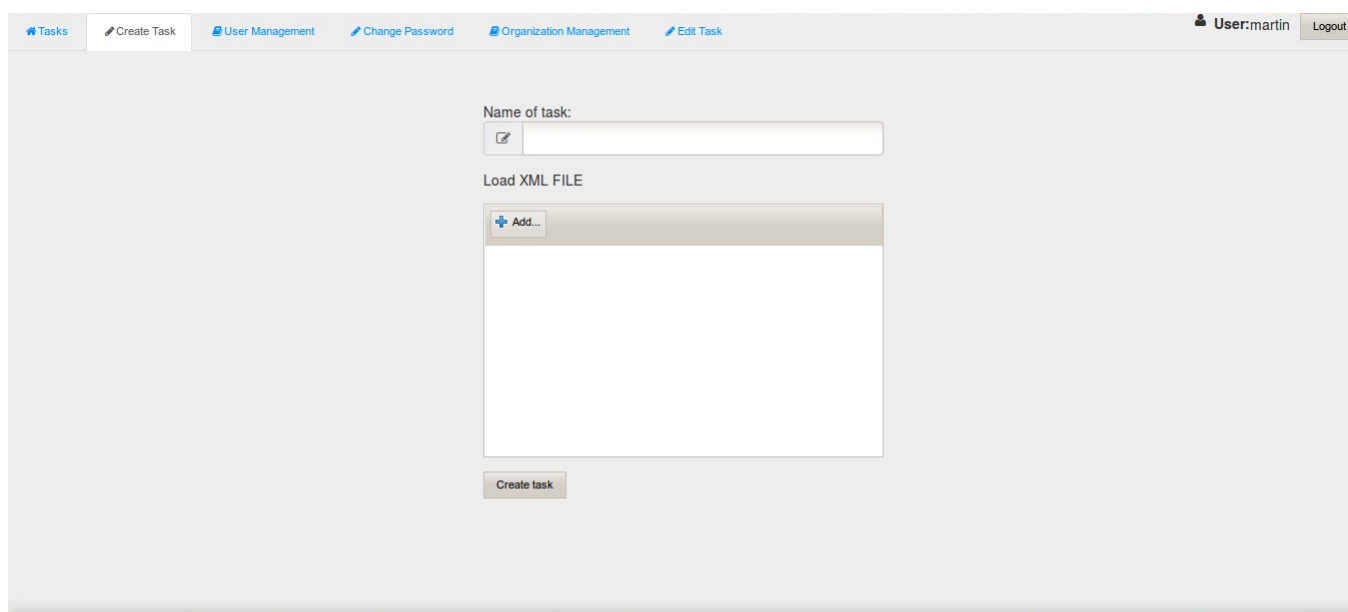 Tasks Create Task User Management Change Password Organization Management Edit Task User:martin Logout
Name of task:
Load XML FILE
Add...
Create task